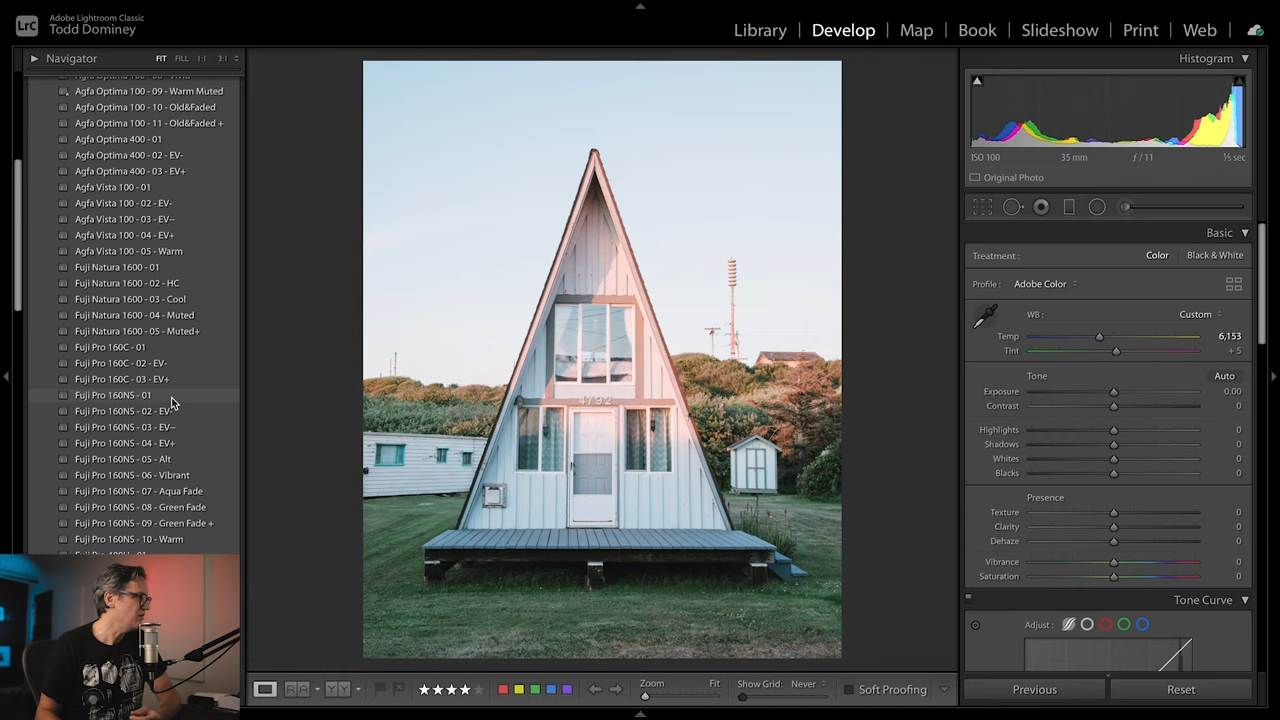 LrC
Adobe Lightroom Classic
Todd Dominey
Library | Develop | Map | Book | Slideshow | Print | Web
Navigator FIT FILL 1:1 3:1
Agfa Optima 100 - 09 - Warm Muted
Agfa Optima 100 - 10 - Old&Faded
Agfa Optima 100 - 11 - Old&Faded +
Agfa Optima 400 - 01
Agfa Optima 400 - 02 - EV-
Agfa Optima 400 - 03 - EV+
Agfa Vista 100 - 01
Agfa Vista 100 - 02 - EV-
Agfa Vista 100 - 03 - EV--
Agfa Vista 100 - 04 - EV+
Agfa Vista 100 - 05 - Warm
Fuji Natura 1600 - 01
Fuji Natura 1600 - 02 - HC
Fuji Natura 1600 - 03 - Cool
Fuji Natura 1600 - 04 - Muted
Fuji Natura 1600 - 05 - Muted+
Fuji Pro 160C - 01
Fuji Pro 160C - 02 - EV-
Fuji Pro 160C - 03 - EV+
Fuji Pro 160NS - 01
Fuji Pro 160NS - 02 - EV-
Fuji Pro 160NS - 03 - EV--
Fuji Pro 160NS - 04 - EV+
Fuji Pro 160NS - 05 - Alt
Fuji Pro 160NS - 06 - Vibrant
Fuji Pro 160NS - 07 - Aqua Fade
Fuji Pro 160NS - 08 - Green Fade
Fuji Pro 160NS - 09 - Green Fade +
Fuji Pro 160NS - 10 - Warm
4792
Zoom Fit
Show Grid: Never
Soft Proofing
Histogram
ISO 100 35 mm ƒ / 11 ⅕ sec
Original Photo
Basic
Treatment : Color Black & White
Profile : Adobe Color
WB : Custom
Temp 6,153
Tint + 5
Tone Auto
Exposure 0.00
Contrast 0
Highlights 0
Shadows 0
Whites 0
Blacks 0
Presence
Texture 0
Clarity 0
Dehaze 0
Vibrance 0
Saturation 0
Tone Curve
Adjust :
Previous Reset